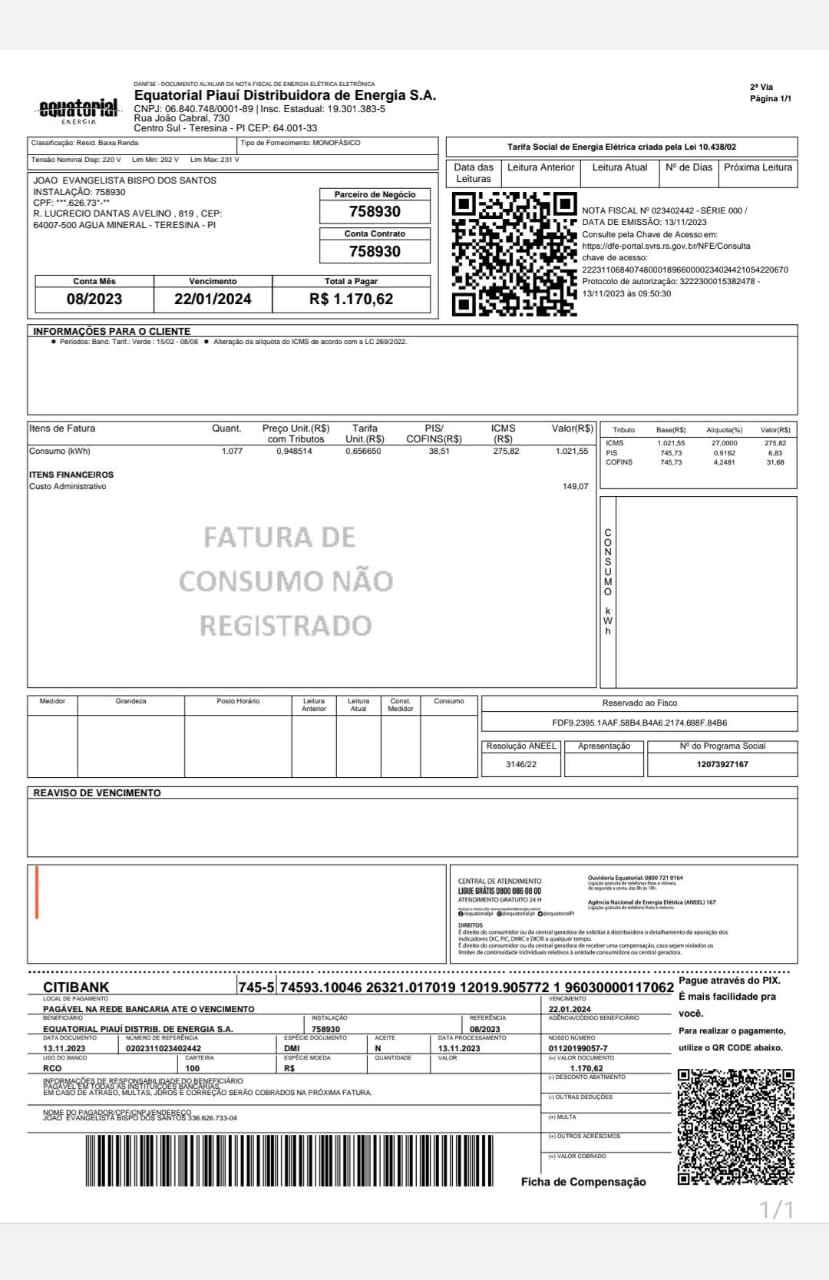 DANF3E - DOCUMENTO AUXILIAR DA NOTA FISCAL DE ENERGIA ELÉTRICA ELETRÔNICA
2ª Via
Página 1/1
equatorial
ENERGIA
Equatorial Piauí Distribuidora de Energia S.A.
CNPJ: 06.840.748/0001-89 | Insc. Estadual: 19.301.383-5
Rua João Cabral, 730
Centro Sul - Teresina - PI CEP: 64.001-33
Classificação: Resid. Baixa Renda Tipo de Fornecimento: MONOFÁSICO
Tensão Nominal Disp: 220 V Lim Min: 202 V Lim Max: 231 V
Tarifa Social de Energia Elétrica criada pela Lei 10.438/02
Data das Leituras Leitura Anterior Leitura Atual Nº de Dias Próxima Leitura
JOAO EVANGELISTA BISPO DOS SANTOS
INSTALAÇÃO: 758930
CPF: ***.626.73*-**
R. LUCRECIO DANTAS AVELINO , 819 , CEP:
64007-500 AGUA MINERAL - TERESINA - PI
Parceiro de Negócio
758930
Conta Contrato
758930
Conta Mês Vencimento Total a Pagar
08/2023 22/01/2024 R$ 1.170,62
NOTA FISCAL Nº 023402442 - SÉRIE 000 /
DATA DE EMISSÃO: 13/11/2023
Consulte pela Chave de Acesso em:
https://dfe-portal.svrs.rs.gov.br/NFE/Consulta
chave de acesso:
22231106840748000189660000234024421054220670
Protocolo de autorização: 3222300015382478 -
13/11/2023 às 09:50:30
INFORMAÇÕES PARA O CLIENTE
● Períodos: Band. Tarif.: Verde : 15/02 - 08/08 ● Alteração da alíquota do ICMS de acordo com a LC 269/2022.
Itens de Fatura Quant. Preço Unit.(R$) com Tributos Tarifa Unit.(R$) PIS/ COFINS(R$) ICMS (R$) Valor(R$)
Consumo (kWh) 1.077 0,948514 0,656650 38,51 275,82 1.021,55
ITENS FINANCEIROS
Custo Administrativo 149,07
Tributo Base(R$) Alíquota(%) Valor(R$)
ICMS 1.021,55 27,0000 275,82
PIS 745,73 0,9162 6,83
COFINS 745,73 4,2481 31,68
FATURA DE
CONSUMO NÃO
REGISTRADO
CONSUMO kWh
Medidor Grandeza Posto Horário Leitura Anterior Leitura Atual Const. Medidor Consumo
Reservado ao Fisco
FDF9.2395.1AAF.58B4.B4A6.2174.698F.84B6
Resolução ANEEL Apresentação Nº do Programa Social
3146/22 12073927167
REAVISO DE VENCIMENTO
CENTRAL DE ATENDIMENTO
LIGUE GRÁTIS 0800 086 08 00
ATENDIMENTO GRATUITO 24 H
/equatorialpi @equatorial.pi /equatorialPI
Ouvidoria Equatorial: 0800 721 0164
Ligação gratuita de telefones fixos e móveis,
de segunda a sexta, das 8h às 18h.
Agência Nacional de Energia Elétrica (ANEEL) 167
Ligação gratuita de telefones fixos e móveis.
DIREITOS
É direito do consumidor ou da central geradora de solicitar à distribuidora o detalhamento da apuração dos
indicadores DIC, FIC, DMIC e DICRI a qualquer tempo.
É direito do consumidor ou da central geradora de receber uma compensação, caso sejam violados os
limites de continuidade individuais relativos à unidade consumidora ou central geradora.
CITIBANK 745-5 74593.10046 26321.017019 12019.905772 1 96030000117062
Pague através do PIX.
É mais facilidade pra
você.
Para realizar o pagamento,
utilize o QR CODE abaixo.
LOCAL DE PAGAMENTO VENCIMENTO
PAGÁVEL NA REDE BANCARIA ATE O VENCIMENTO 22.01.2024
BENEFICIÁRIO INSTALAÇÃO REFERÊNCIA AGÊNCIA/CÓDIGO BENEFICIÁRIO
EQUATORIAL PIAUÍ DISTRIB. DE ENERGIA S.A. 758930 08/2023
DATA DOCUMENTO NÚMERO DE REFERÊNCIA ESPÉCIE DOCUMENTO ACEITE DATA PROCESSAMENTO NOSSO NÚMERO
13.11.2023 0202311023402442 DMI N 13.11.2023 01120199057-7
USO DO BANCO CARTEIRA ESPÉCIE MOEDA QUANTIDADE VALOR (=) VALOR DOCUMENTO
RCO 100 R$ 1.170,62
INFORMAÇÕES DE RESPONSABILIDADE DO BENEFICIÁRIO
PAGÁVEL EM TODAS AS INSTITUIÇÕES BANCÁRIAS
EM CASO DE ATRASO, MULTAS, JUROS E CORREÇÃO SERÃO COBRADOS NA PRÓXIMA FATURA.
(-) DESCONTO ABATIMENTO
(-) OUTRAS DEDUÇÕES
(+) MULTA
(+) OUTROS ACRÉSCIMOS
(=) VALOR COBRADO
NOME DO PAGADOR/CPF/CNPJ/ENDEREÇO
JOAO EVANGELISTA BISPO DOS SANTOS 336.626.733-04
Ficha de Compensação
1/1